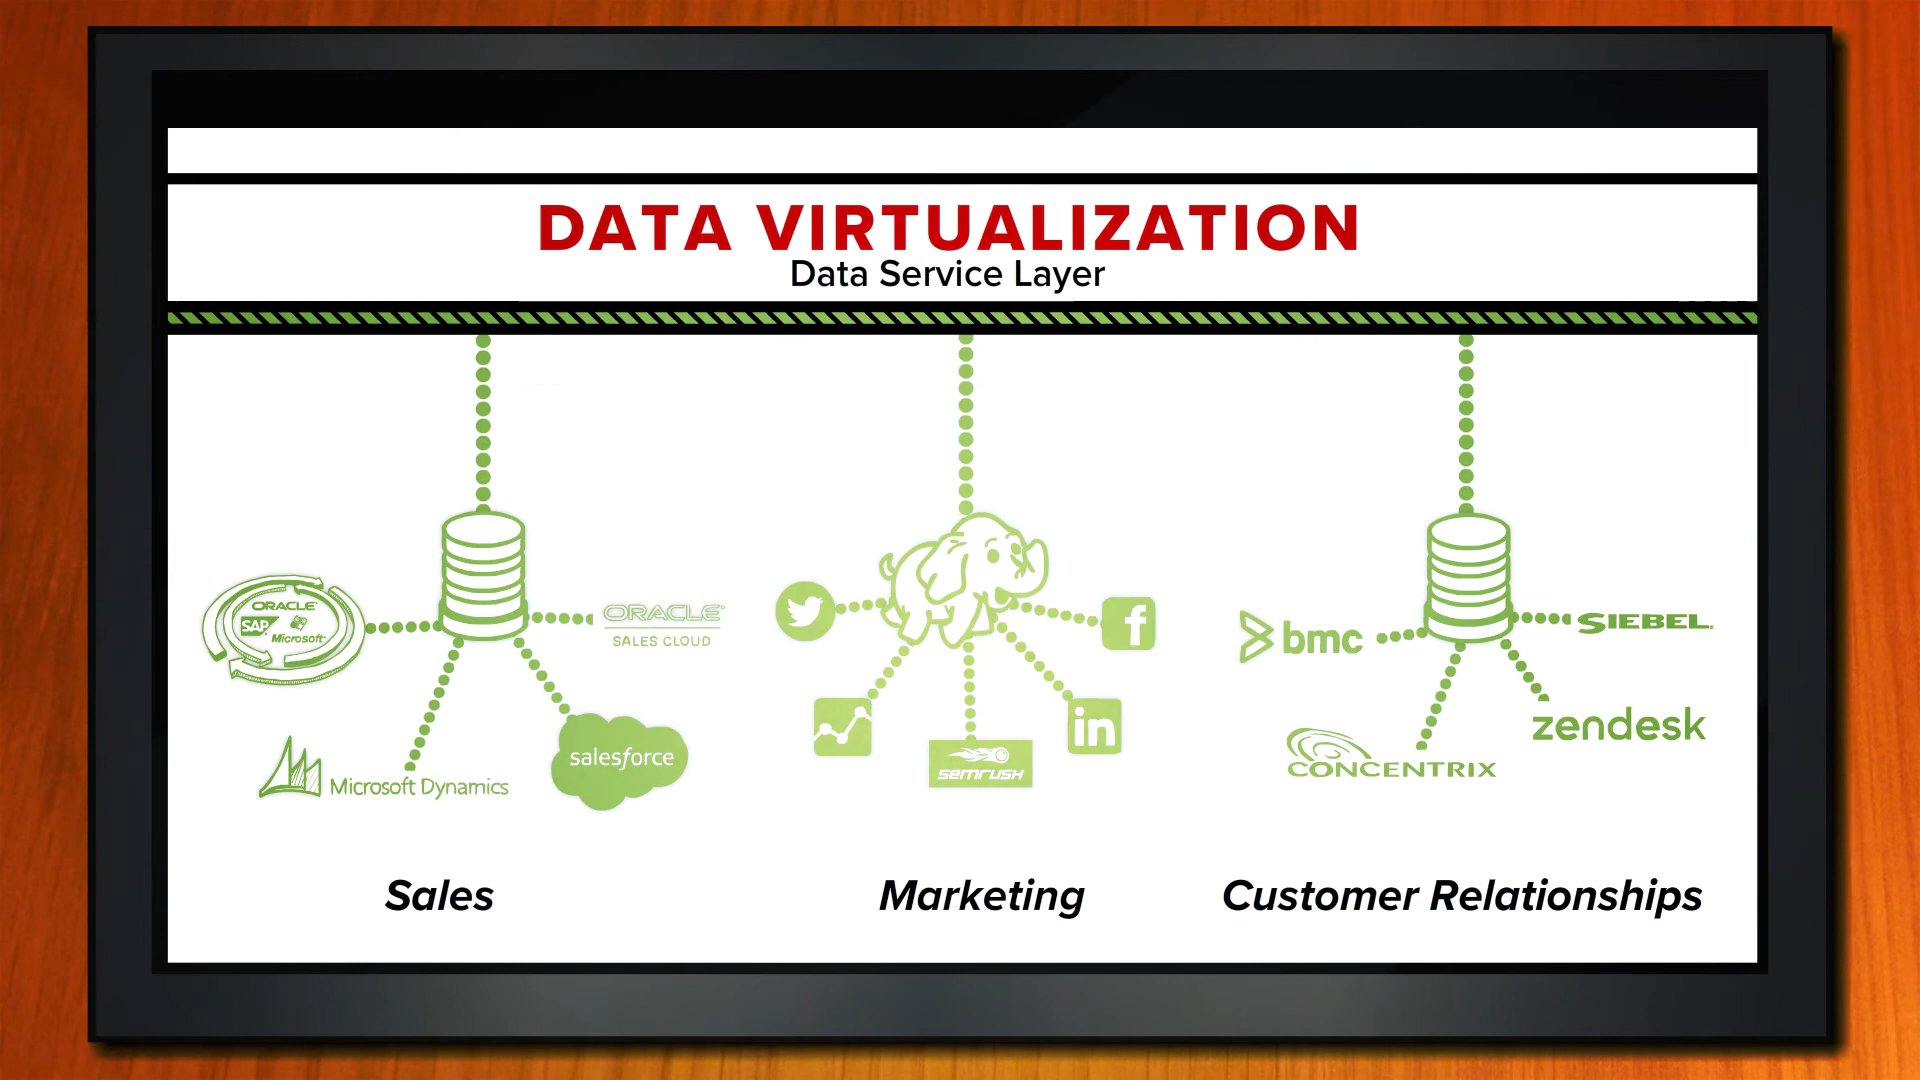 DATA VIRTUALIZATION
Data Service Layer
ORACLE
SAP
Microsoft
ORACLE
SALES CLOUD
Microsoft Dynamics
salesforce
f
in
semrush
bmc
SIEBEL
zendesk
CONCENTRIX
Sales
Marketing
Customer Relationships